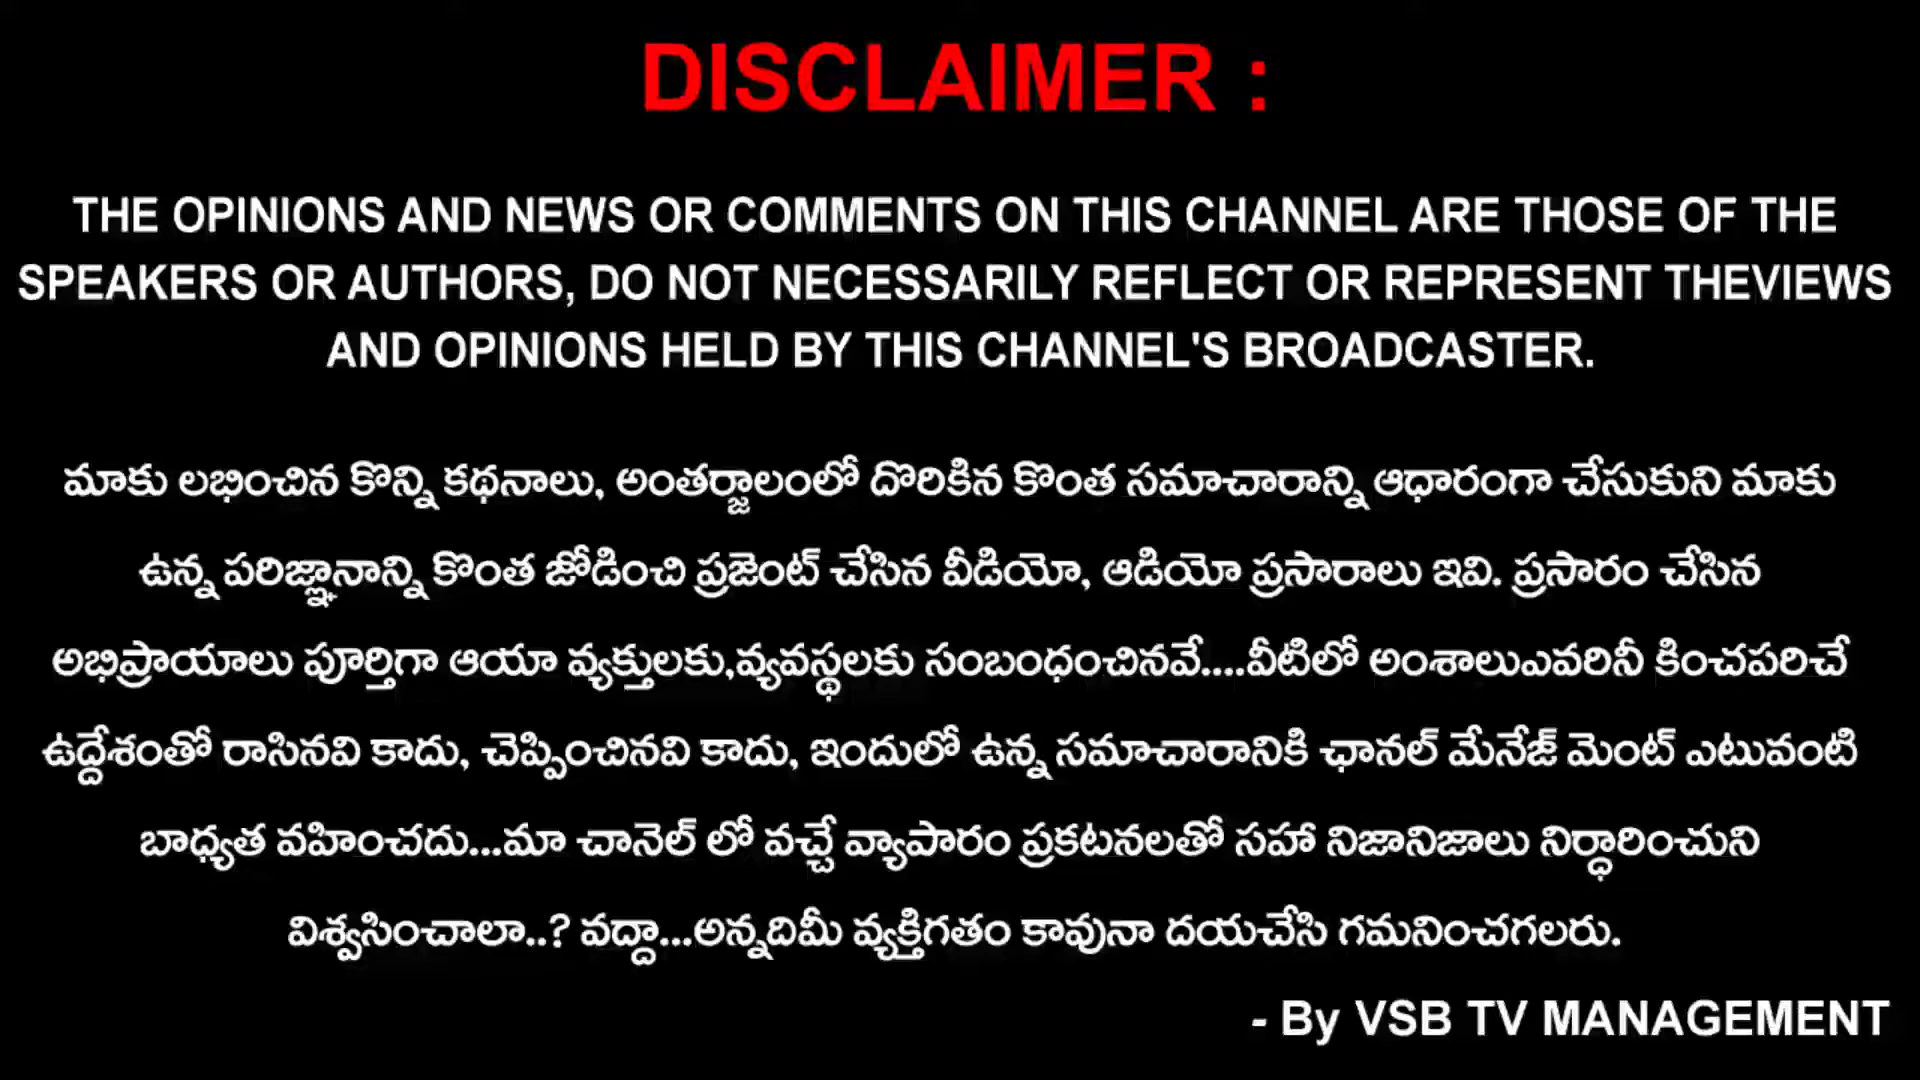 DISCLAIMER :
THE OPINIONS AND NEWS OR COMMENTS ON THIS CHANNEL ARE THOSE OF THE
SPEAKERS OR AUTHORS, DO NOT NECESSARILY REFLECT OR REPRESENT THEVIEWS
AND OPINIONS HELD BY THIS CHANNEL'S BROADCASTER.
మాకు లభించిన కొన్ని కథనాలు, అంతర్జాలంలో దొరికిన కొంత సమాచారాన్ని ఆధారంగా చేసుకుని మాకు
ఉన్న పరిజ్ఞానాన్ని కొంత జోడించి ప్రజెంట్ చేసిన వీడియో, ఆడియో ప్రసారాలు ఇవి. ప్రసారం చేసిన
అభిప్రాయాలు పూర్తిగా ఆయా వ్యక్తులకు,వ్యవస్థలకు సంబంధంచినవే....వీటిలో అంశాలుఎవరినీ కించపరిచే
ఉద్దేశంతో రాసినవి కాదు, చెప్పించినవి కాదు, ఇందులో ఉన్న సమాచారానికి ఛానల్ మేనేజ్ మెంట్ ఎటువంటి
బాధ్యత వహించదు...మా చానెల్ లో వచ్చే వ్యాపారం ప్రకటనలతో సహా నిజానిజాలు నిర్ధారించుని
విశ్వసించాలా..? వద్దా...అన్నదిమీ వ్యక్తిగతం కావునా దయచేసి గమనించగలరు.
- By VSB TV MANAGEMENT